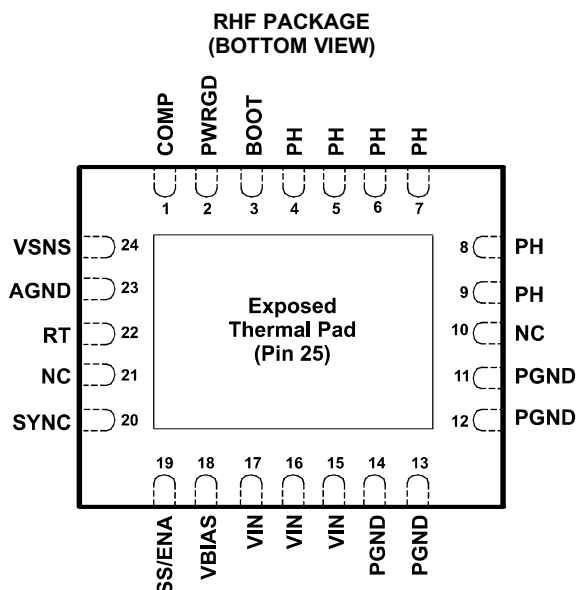 RHF PACKAGE
(BOTTOM VIEW)
COMP
PWRGD
BOOT
PH
PH
PH
PH
1
2
3
4
5
6
7
VSNS 24
AGND 23
RT 22
NC 21
SYNC 20
8 PH
9 PH
10 NC
11 PGND
12 PGND
Exposed
Thermal Pad
(Pin 25)
19
18
17
16
15
14
13
SS/ENA
VBIAS
VIN
VIN
VIN
PGND
PGND